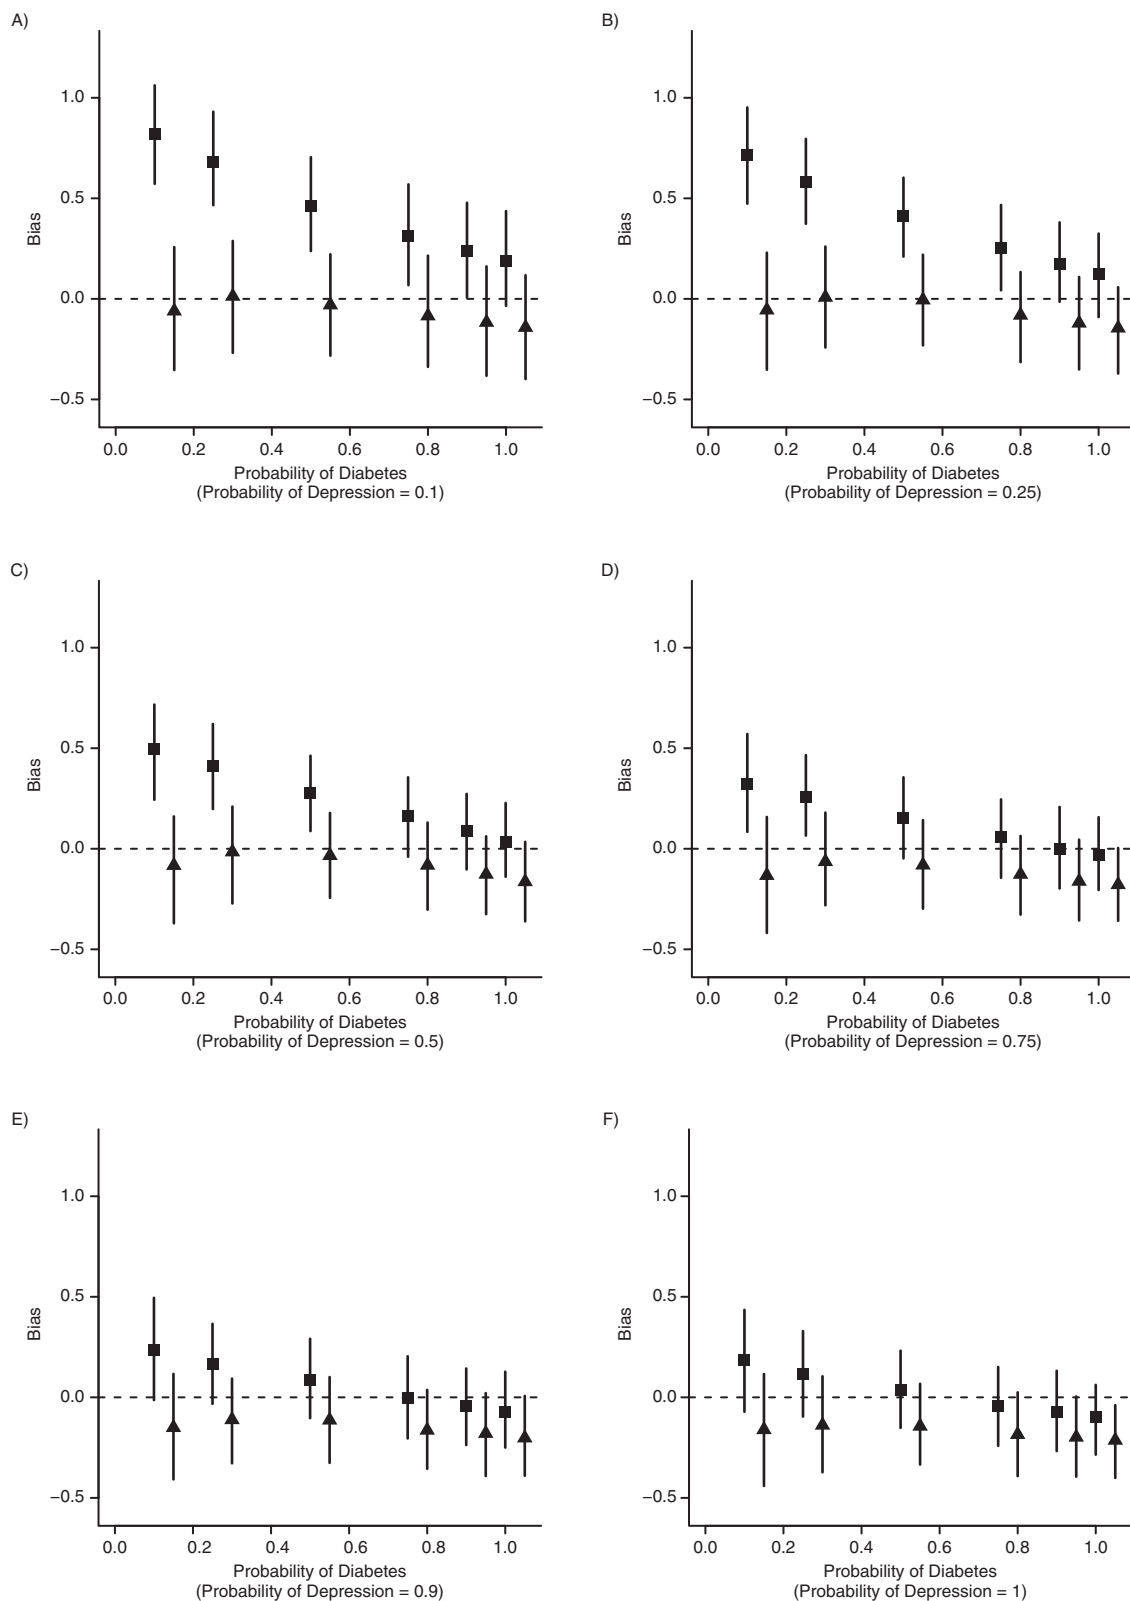 A)
Bias
1.0
0.5
0.0
−0.5
0.0 0.2 0.4 0.6 0.8 1.0
Probability of Diabetes
(Probability of Depression = 0.1)
B)
Bias
1.0
0.5
0.0
−0.5
0.0 0.2 0.4 0.6 0.8 1.0
Probability of Diabetes
(Probability of Depression = 0.25)
C)
Bias
1.0
0.5
0.0
−0.5
0.0 0.2 0.4 0.6 0.8 1.0
Probability of Diabetes
(Probability of Depression = 0.5)
D)
Bias
1.0
0.5
0.0
−0.5
0.0 0.2 0.4 0.6 0.8 1.0
Probability of Diabetes
(Probability of Depression = 0.75)
E)
Bias
1.0
0.5
0.0
−0.5
0.0 0.2 0.4 0.6 0.8 1.0
Probability of Diabetes
(Probability of Depression = 0.9)
F)
Bias
1.0
0.5
0.0
−0.5
0.0 0.2 0.4 0.6 0.8 1.0
Probability of Diabetes
(Probability of Depression = 1)